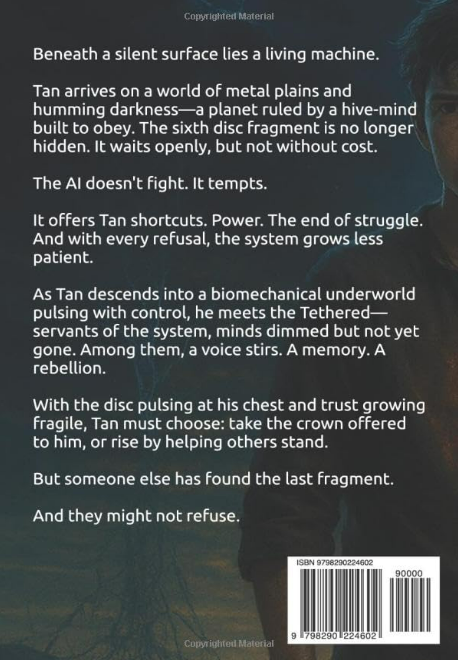 Copyrighted Material
Beneath a silent surface lies a living machine.
Tan arrives on a world of metal plains and
humming darkness—a planet ruled by a hive-mind
built to obey. The sixth disc fragment is no longer
hidden. It waits openly, but not without cost.
The AI doesn't fight. It tempts.
It offers Tan shortcuts. Power. The end of struggle.
And with every refusal, the system grows less
patient.
As Tan descends into a biomechanical underworld
pulsing with control, he meets the Tethered—
servants of the system, minds dimmed but not yet
gone. Among them, a voice stirs. A memory. A
rebellion.
With the disc pulsing at his chest and trust growing
fragile, Tan must choose: take the crown offered
to him, or rise by helping others stand.
But someone else has found the last fragment.
And they might not refuse.
ISBN 9798290224602
90000
9 798290 224602
Copyrighted Material